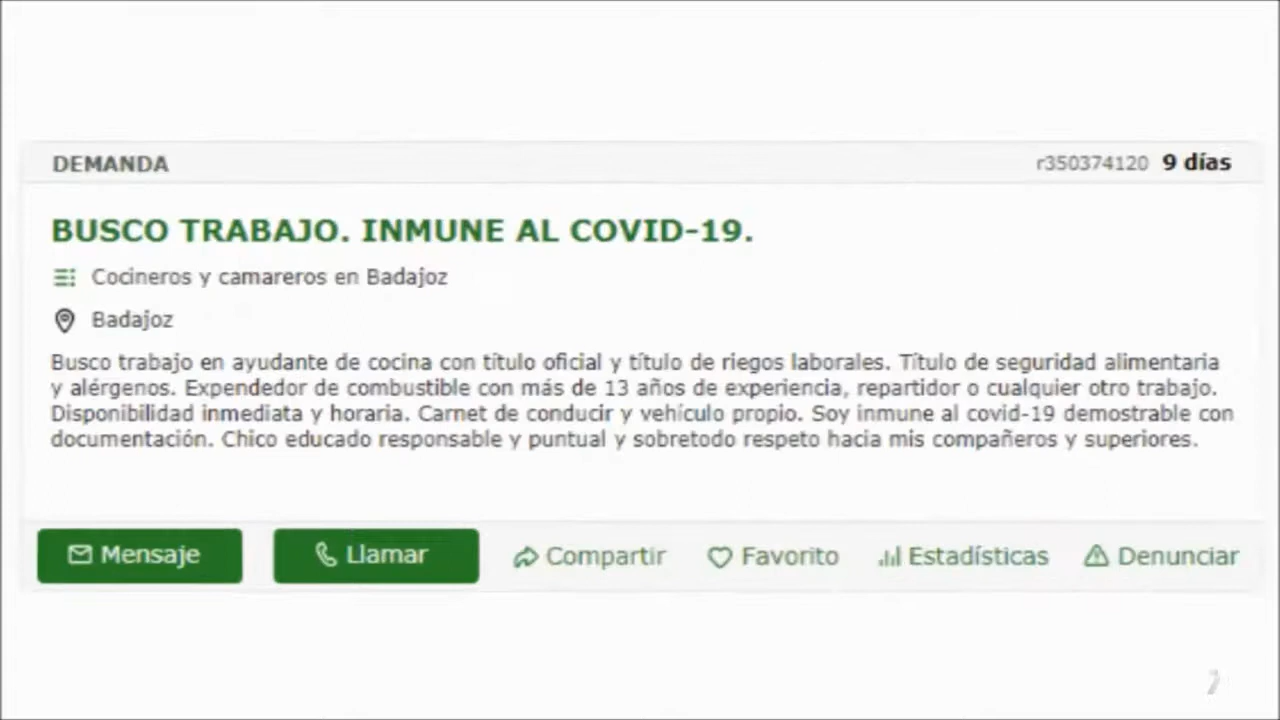 DEMANDA r350374120 9 días
BUSCO TRABAJO. INMUNE AL COVID-19.
Cocineros y camareros en Badajoz
Badajoz
Busco trabajo en ayudante de cocina con título oficial y título de riegos laborales. Título de seguridad alimentaria
y alérgenos. Expendedor de combustible con más de 13 años de experiencia, repartidor o cualquier otro trabajo.
Disponibilidad inmediata y horaria. Carnet de conducir y vehículo propio. Soy inmune al covid-19 demostrable con
documentación. Chico educado responsable y puntual y sobretodo respeto hacia mis compañeros y superiores.
Mensaje Llamar Compartir Favorito Estadísticas Denunciar